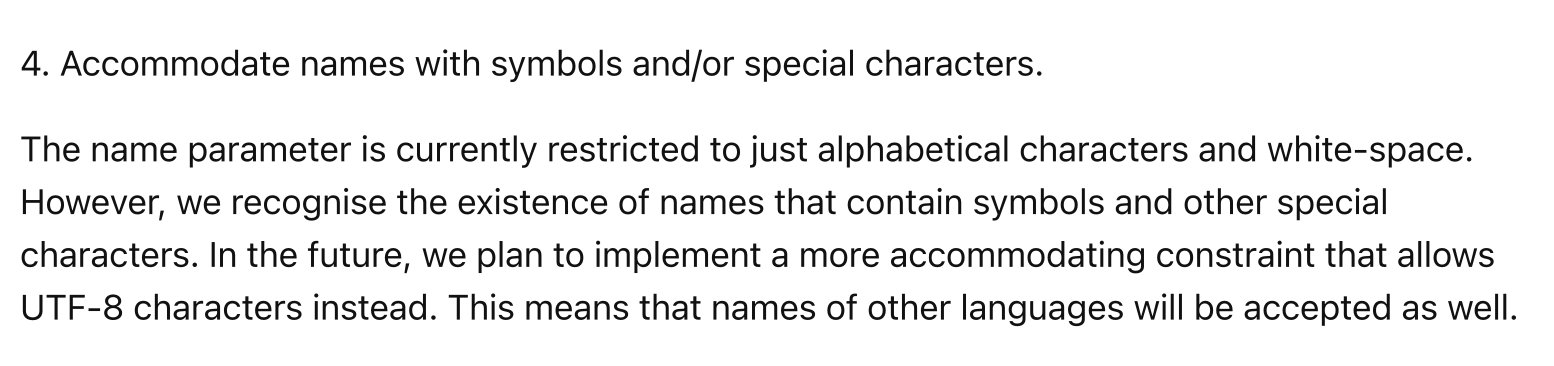 4. Accommodate names with symbols and/or special characters.
The name parameter is currently restricted to just alphabetical characters and white-space.
However, we recognise the existence of names that contain symbols and other special
characters. In the future, we plan to implement a more accommodating constraint that allows
UTF-8 characters instead. This means that names of other languages will be accepted as well.